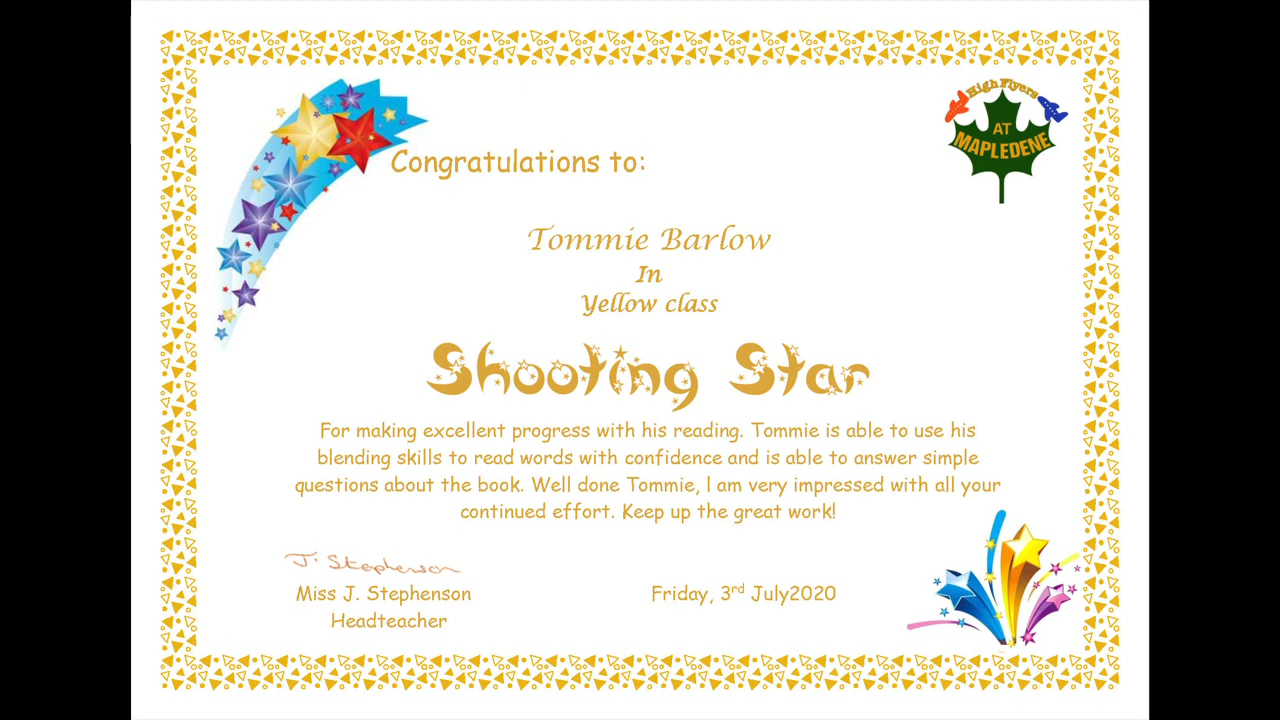 High Flyers
AT
MAPLEDENE
Congratulations to:
Tommie Barlow
In
Yellow class
Shooting Star
For making excellent progress with his reading. Tommie is able to use his
blending skills to read words with confidence and is able to answer simple
questions about the book. Well done Tommie, I am very impressed with all your
continued effort. Keep up the great work!
J. Stephenson
Miss J. Stephenson
Friday, 3rd July2020
Headteacher